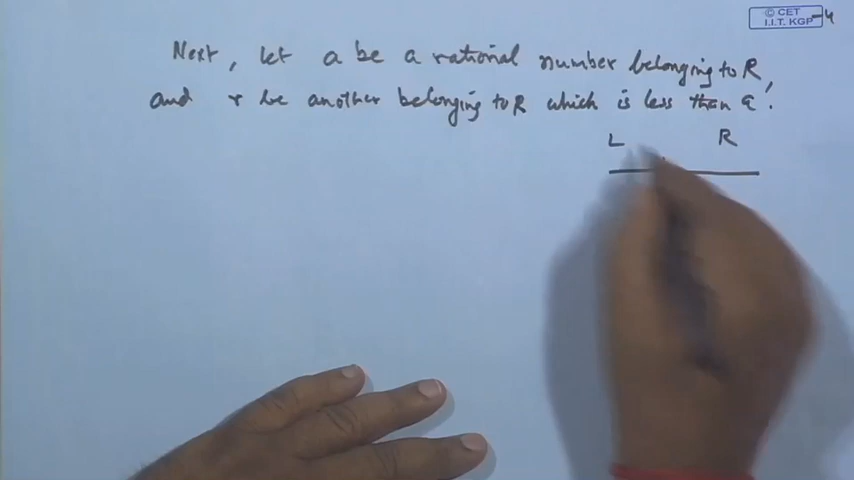 © CET
I.I.T. KGP
Next, let a be a rational number belonging to R,
and r be another belonging to R which is less than a.
L R